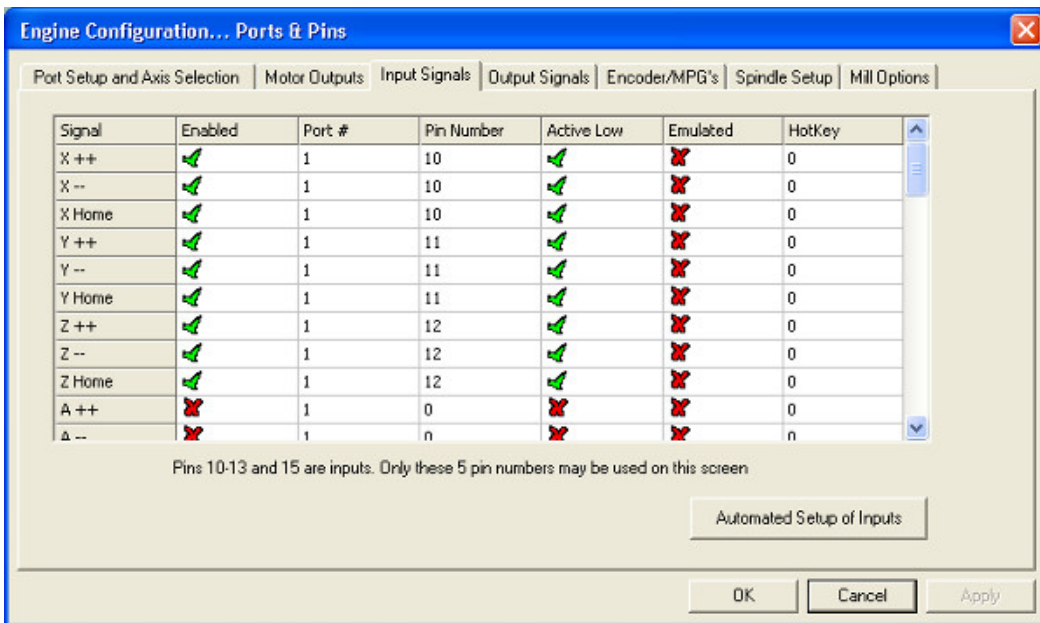 Engine Configuration... Ports & Pins
Port Setup and Axis Selection Motor Outputs Input Signals Output Signals Encoder/MPG's Spindle Setup Mill Options
Signal Enabled Port # Pin Number Active Low Emulated HotKey
X ++ 1 10 0
X -- 1 10 0
X Home 1 10 0
Y ++ 1 11 0
Y -- 1 11 0
Y Home 1 11 0
Z ++ 1 12 0
Z -- 1 12 0
Z Home 1 12 0
A ++ 1 0 0
A -- 1 0 0
Pins 10-13 and 15 are inputs. Only these 5 pin numbers may be used on this screen
Automated Setup of Inputs
OK Cancel Apply